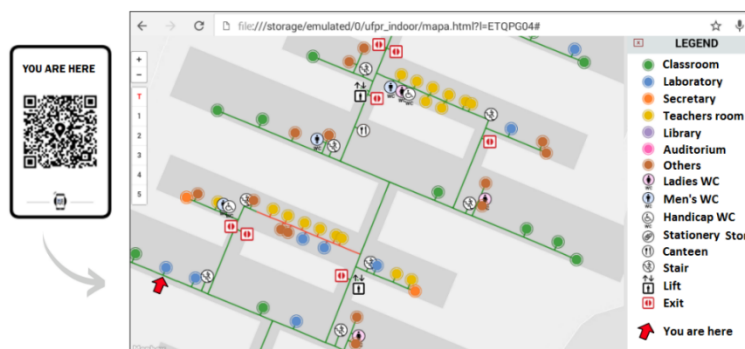 YOU ARE HERE
file:///storage/emulated/0/ufpr_indoor/mapa.html?l=ETQPG04#
+
−
T
1
2
3
4
5
x LEGEND
Classroom
Laboratory
Secretary
Teachers room
Library
Auditorium
Others
Ladies WC
Men's WC
Handicap WC
Stationery Stor
Canteen
Stair
Lift
Exit
You are here